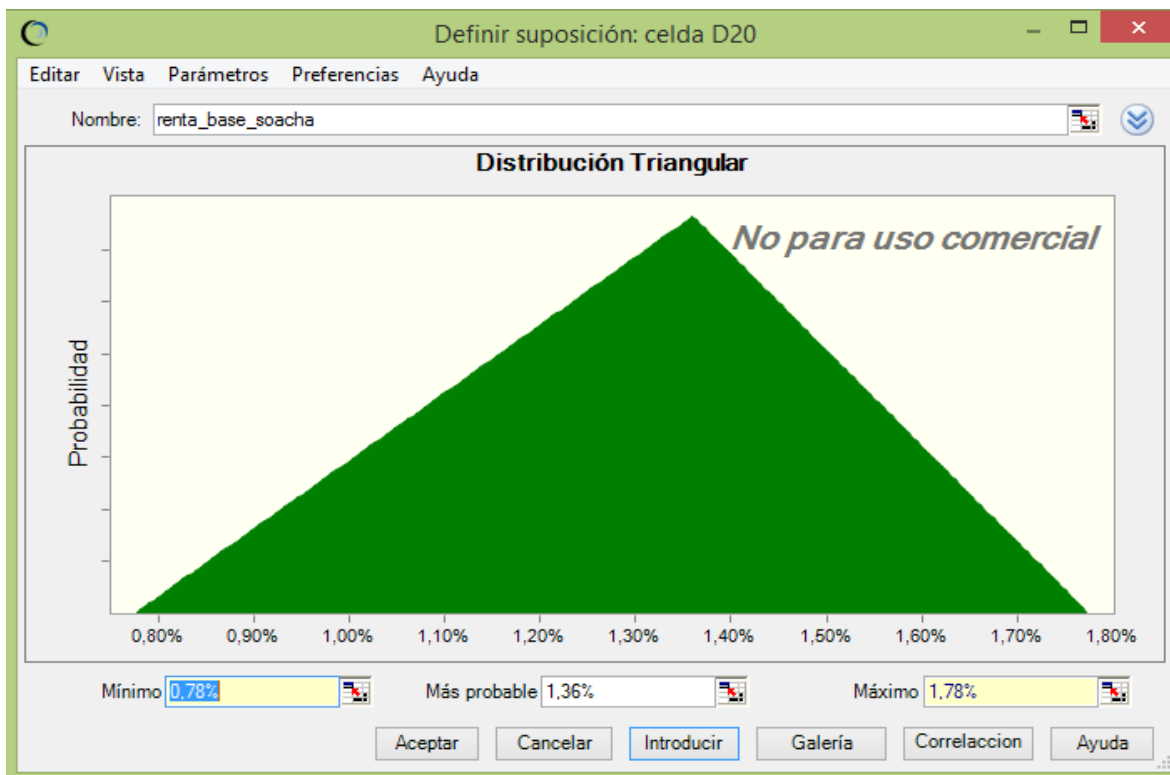 Definir suposición: celda D20
Editar Vista Parámetros Preferencias Ayuda
Nombre: renta_base_soacha
Distribución Triangular
No para uso comercial
Probabilidad
0,80% 0,90% 1,00% 1,10% 1,20% 1,30% 1,40% 1,50% 1,60% 1,70% 1,80%
Mínimo 0,78% Más probable 1,36% Máximo 1,78%
Aceptar Cancelar Introducir Galería Correlaccion Ayuda